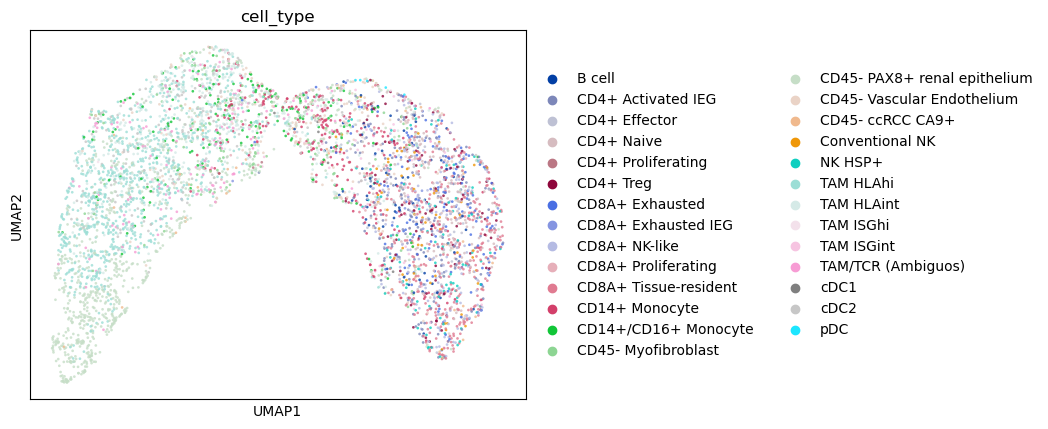 cell_type
UMAP2
UMAP1
B cell
CD4+ Activated IEG
CD4+ Effector
CD4+ Naive
CD4+ Proliferating
CD4+ Treg
CD8A+ Exhausted
CD8A+ Exhausted IEG
CD8A+ NK-like
CD8A+ Proliferating
CD8A+ Tissue-resident
CD14+ Monocyte
CD14+/CD16+ Monocyte
CD45- Myofibroblast
CD45- PAX8+ renal epithelium
CD45- Vascular Endothelium
CD45- ccRCC CA9+
Conventional NK
NK HSP+
TAM HLAhi
TAM HLAint
TAM ISGhi
TAM ISGint
TAM/TCR (Ambiguos)
cDC1
cDC2
pDC